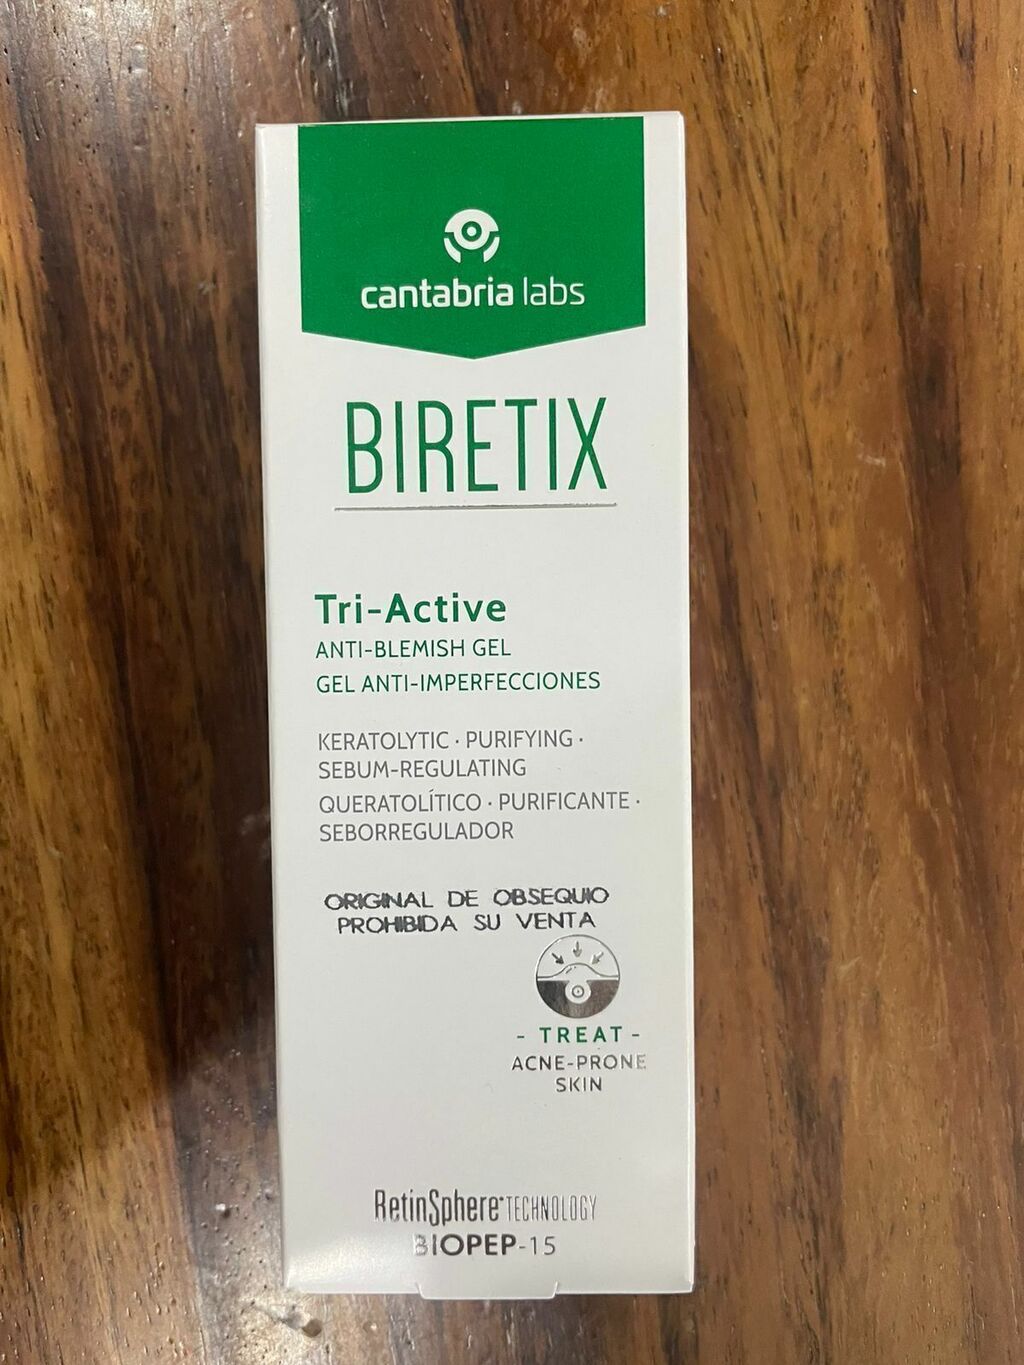 cantabria labs
BIRETIX
Tri-Active
ANTI-BLEMISH GEL
GEL ANTI-IMPERFECCIONES
KERATOLYTIC · PURIFYING ·
SEBUM-REGULATING
QUERATOLÍTICO · PURIFICANTE ·
SEBORREGULADOR
ORIGINAL DE OBSEQUIO
PROHIBIDA SU VENTA
- TREAT -
ACNE-PRONE
SKIN
RetinSphere® TECHNOLOGY
BIOPEP-15